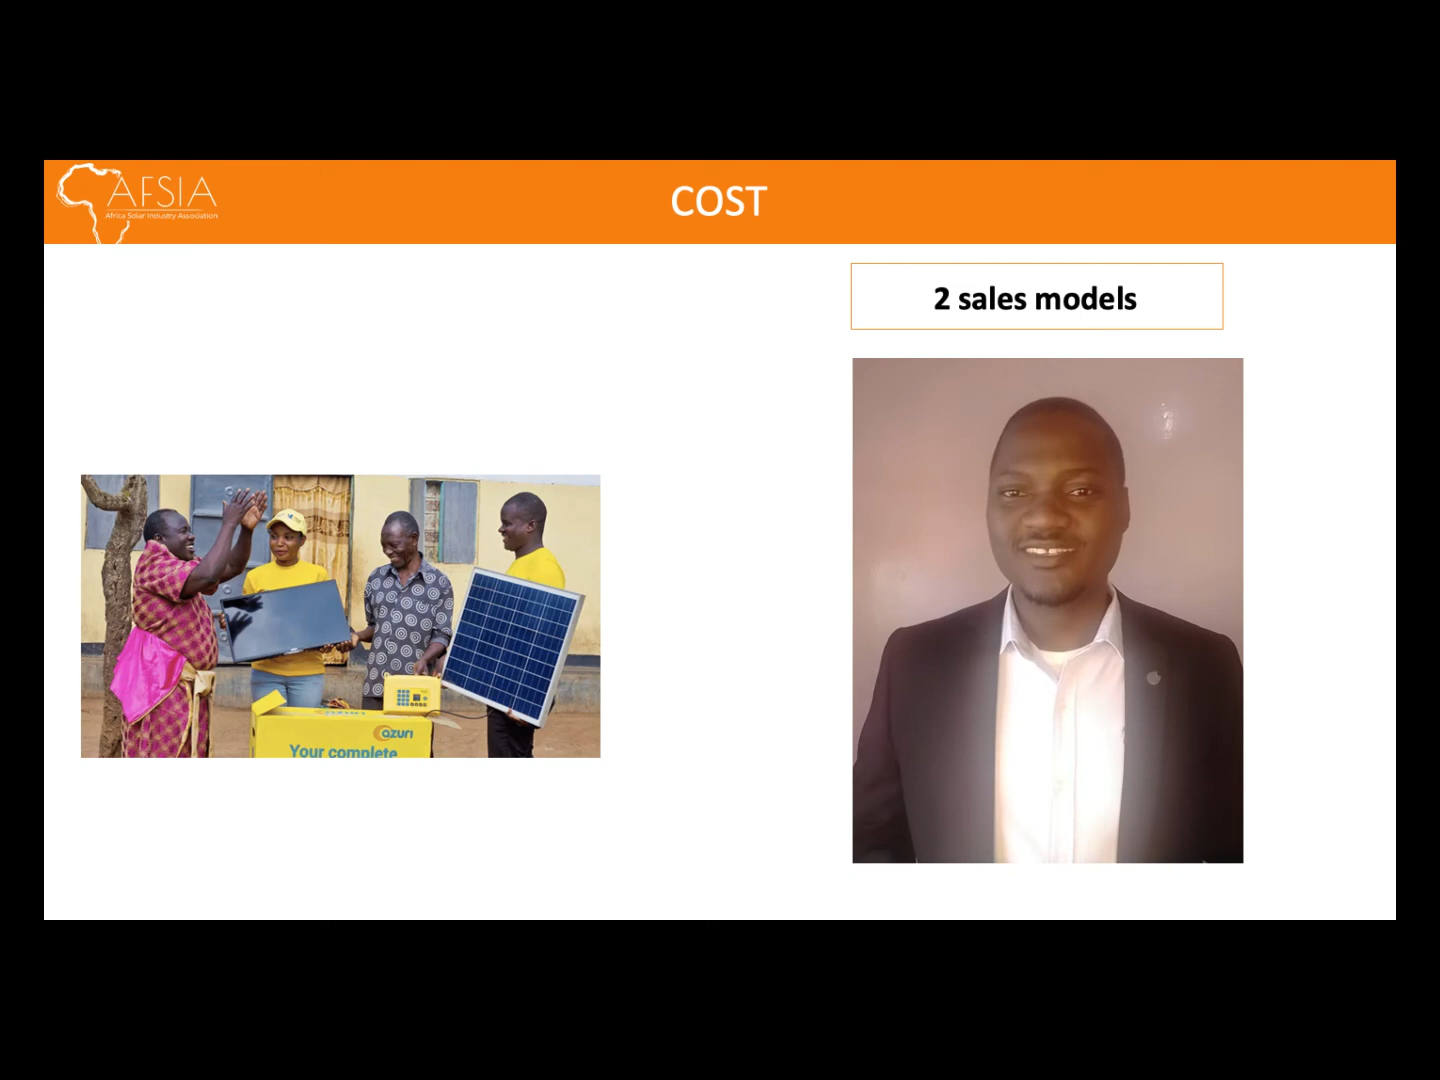 AFSIA
Africa Solar Industry Association
COST
2 sales models
azuri
Your complete